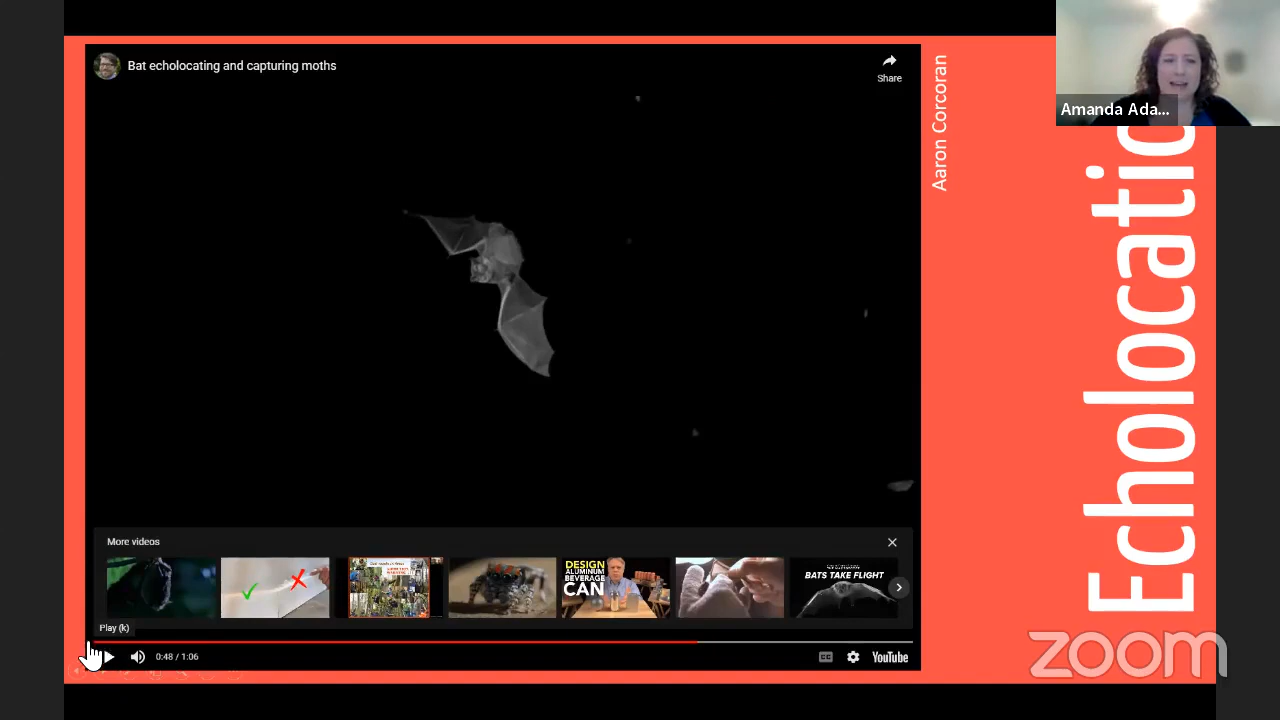 Bat echolocating and capturing moths
Share
Aaron Corcoran
Amanda Ada...
Echolocatio
More videos
DESIGN
ALUMINUM
BEVERAGE
CAN
BATS TAKE FLIGHT
Play (k)
0:48 / 1:06
CC
YouTube
zoom